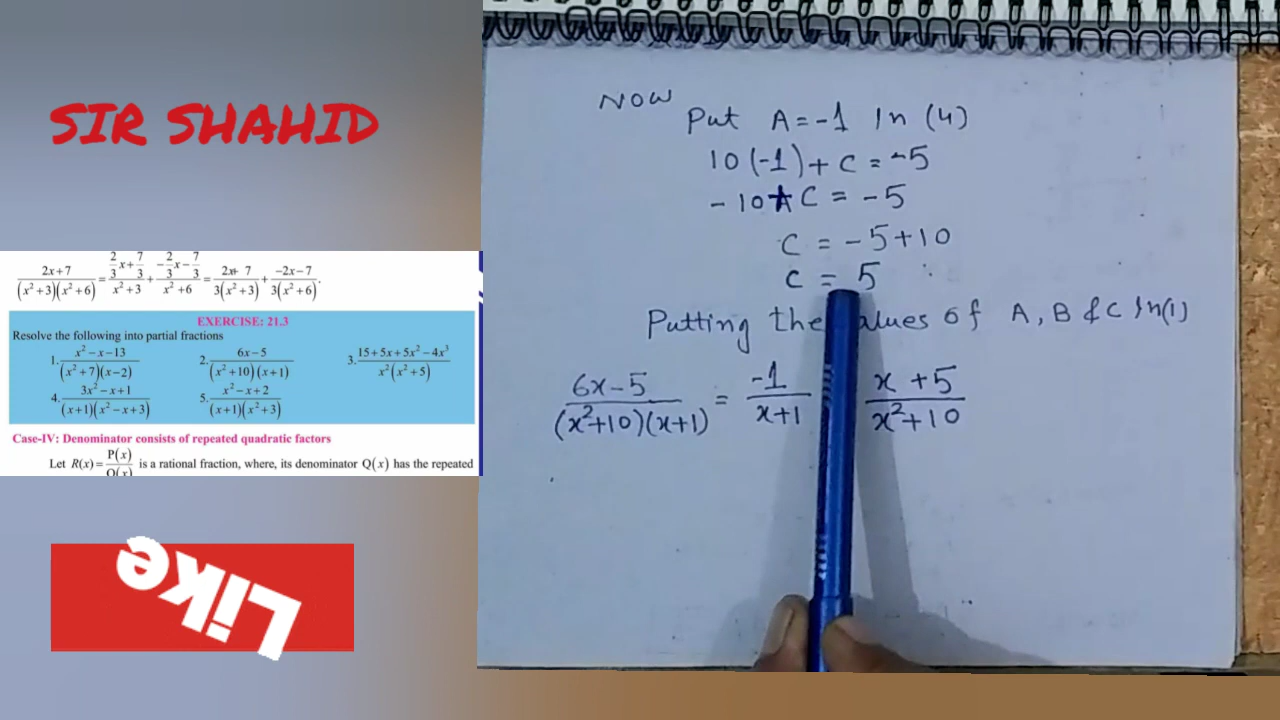 SIR SHAHID
2x+7/((x²+3)(x²+6)) = (2/3 x+7/3)/(x²+3) + (-2/3 x-7/3)/(x²+6) = (2x+7)/(3(x²+3)) + (-2x-7)/(3(x²+6)).
EXERCISE: 21.3
Resolve the following into partial fractions
1. (x²-x-13)/((x²+7)(x-2)) 2. (6x-5)/((x²+10)(x+1)) 3. (15+5x+5x²-4x³)/(x²(x²+5))
4. (3x²-x+1)/((x+1)(x²-x+3)) 5. (x²-x+2)/((x+1)(x²+3))
Case-IV: Denominator consists of repeated quadratic factors
Let R(x)= P(x)/Q(x) is a rational fraction, where, its denominator Q(x) has the repeated
Like
NOW
Put A=-1 In (4)
10(-1)+C = -5
-10+C = -5
C = -5+10
C = 5
Putting the values of A, B & C In(1)
(6x-5)/((x²+10)(x+1)) = -1/(x+1) (x+5)/(x²+10)